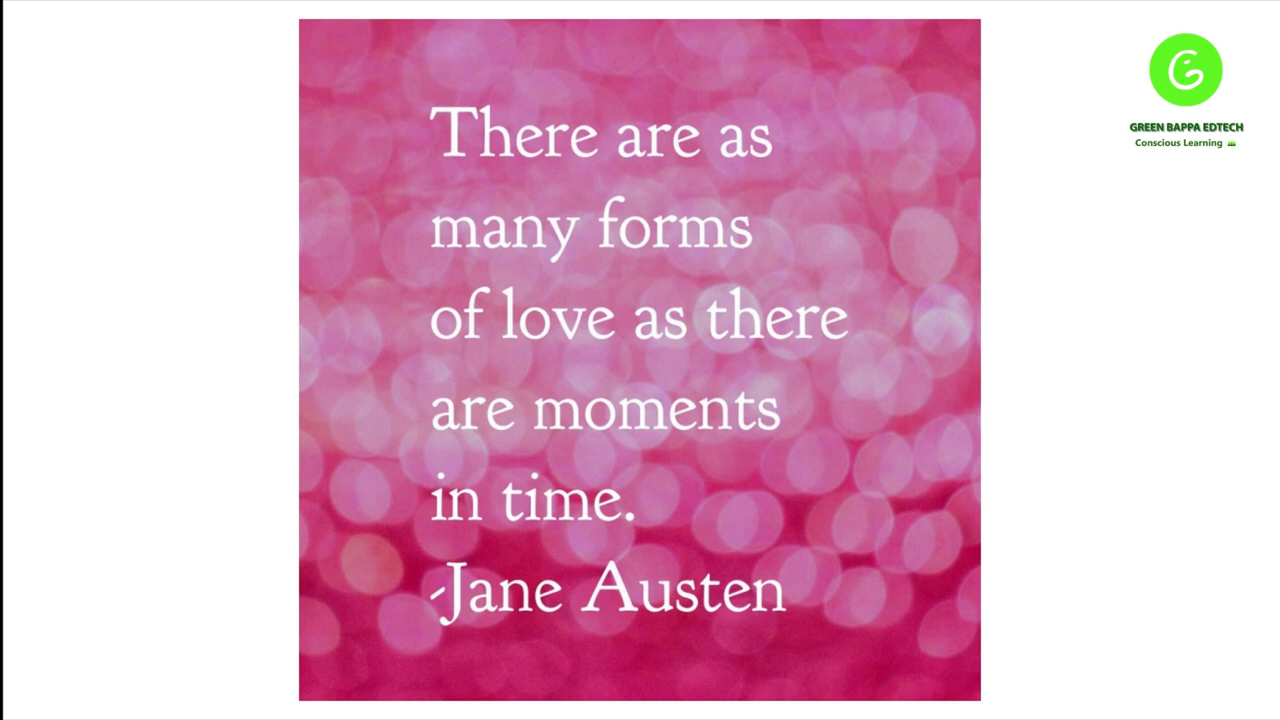 There are as
many forms
of love as there
are moments
in time.
-Jane Austen
GREEN BAPPA EDTECH
Conscious Learning